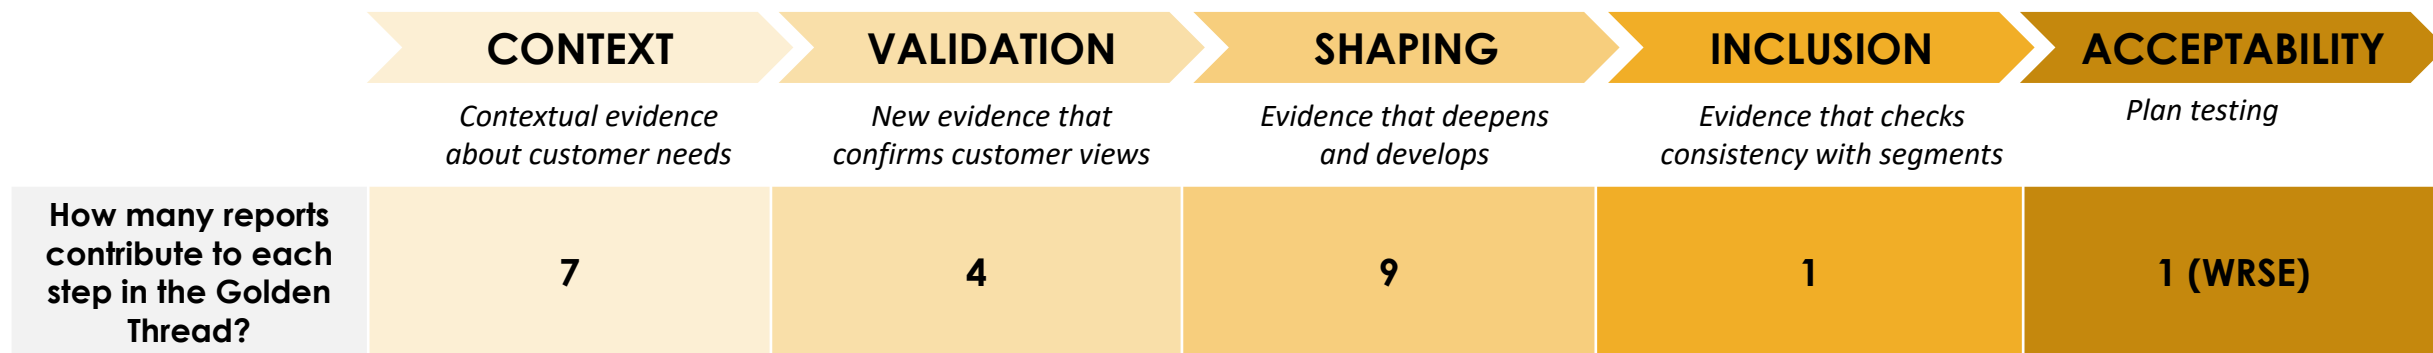 CONTEXT
VALIDATION
SHAPING
INCLUSION
ACCEPTABILITY
Contextual evidence
about customer needs
New evidence that
confirms customer views
Evidence that deepens
and develops
Evidence that checks
consistency with segments
Plan testing
How many reports
contribute to each
step in the Golden
Thread?
7
4
9
1
1 (WRSE)